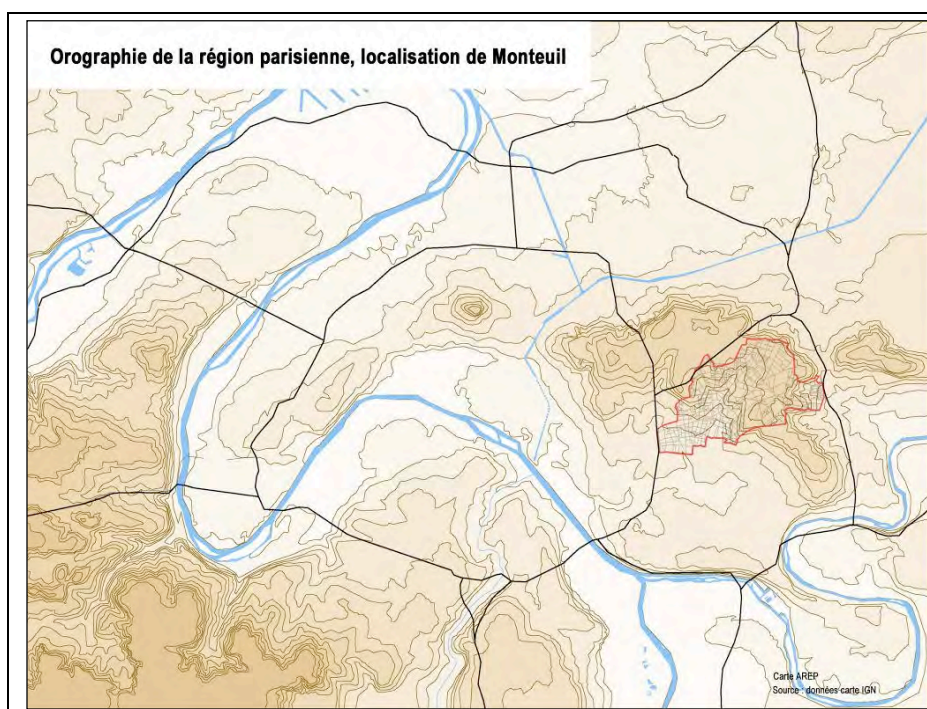 Orographie de la région parisienne, localisation de Monteuil
Carte AREP
Source : données carte IGN